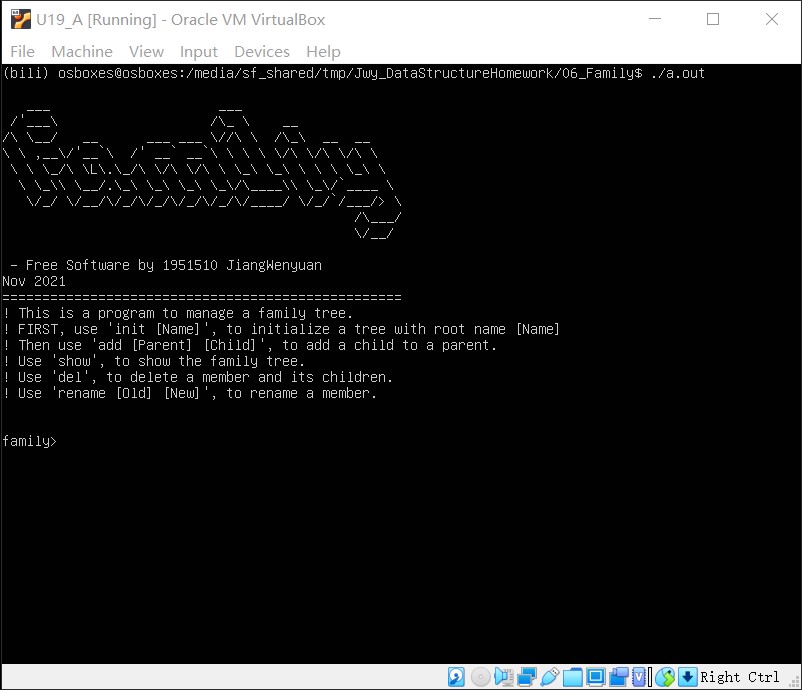 U19_A [Running] - Oracle VM VirtualBox
File Machine View Input Devices Help
(bili) osboxes@osboxes:/media/sf_shared/tmp/Jwy_DataStructureHomework/06_Family$ ./a.out
family
- Free Software by 1951510 JiangWenyuan
Nov 2021
==================================================
! This is a program to manage a family tree.
! FIRST, use 'init [Name]', to initialize a tree with root name [Name]
! Then use 'add [Parent] [Child]', to add a child to a parent.
! Use 'show', to show the family tree.
! Use 'del', to delete a member and its children.
! Use 'rename [Old] [New]', to rename a member.
family>
Right Ctrl